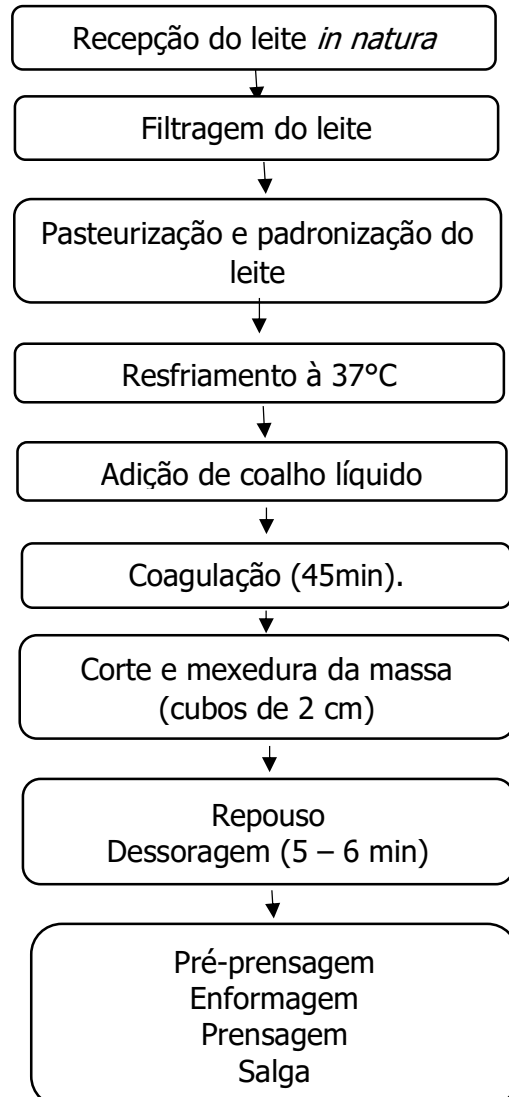 Recepção do leite in natura
Filtragem do leite
Pasteurização e padronização do
leite
Resfriamento à 37°C
Adição de coalho líquido
Coagulação (45min).
Corte e mexedura da massa
(cubos de 2 cm)
Repouso
Dessoragem (5 – 6 min)
Pré-prensagem
Enformagem
Prensagem
Salga